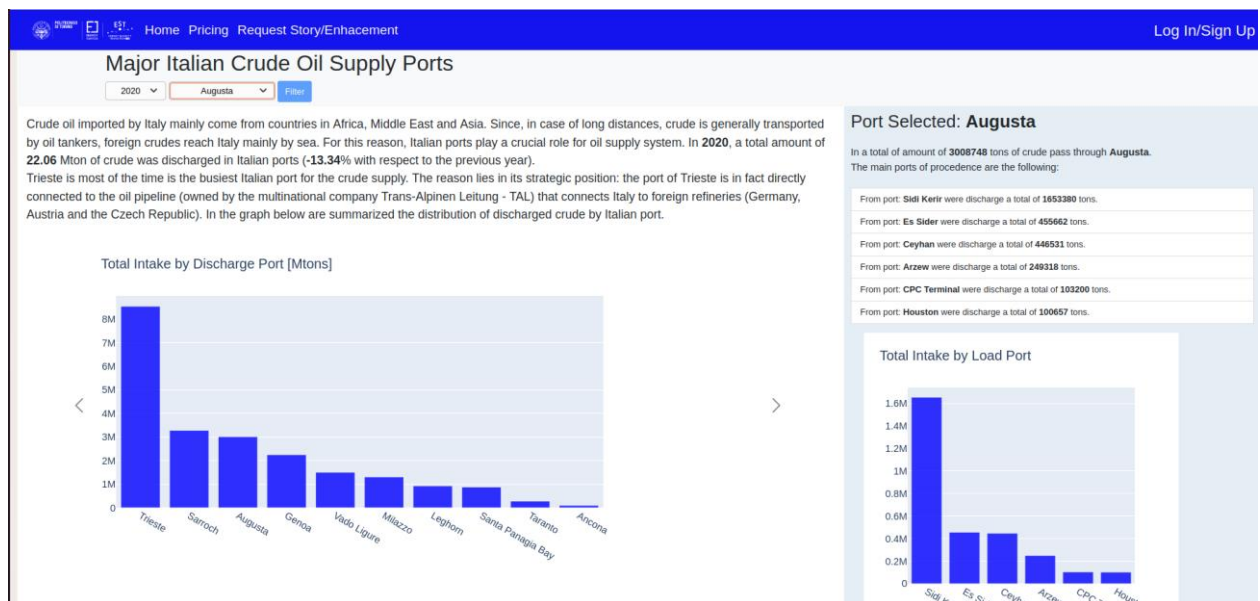 POLITECNICO
DI TORINO
EST
Home Pricing Request Story/Enhacement
Log In/Sign Up
Major Italian Crude Oil Supply Ports
2020
Augusta
Filter
Crude oil imported by Italy mainly come from countries in Africa, Middle East and Asia. Since, in case of long distances, crude is generally transported
by oil tankers, foreign crudes reach Italy mainly by sea. For this reason, Italian ports play a crucial role for oil supply system. In 2020, a total amount of
22.06 Mton of crude was discharged in Italian ports (-13.34% with respect to the previous year).
Trieste is most of the time is the busiest Italian port for the crude supply. The reason lies in its strategic position: the port of Trieste is in fact directly
connected to the oil pipeline (owned by the multinational company Trans-Alpinen Leitung - TAL) that connects Italy to foreign refineries (Germany,
Austria and the Czech Republic). In the graph below are summarized the distribution of discharged crude by Italian port.
Total Intake by Discharge Port [Mtons]
8M
7M
6M
5M
4M
3M
2M
1M
0
Trieste
Sarroch
Augusta
Genoa
Vado Ligure
Milazzo
Leghorn
Santa Panagia Bay
Taranto
Ancona
Port Selected: Augusta
In a total of amount of 3008748 tons of crude pass through Augusta.
The main ports of procedence are the following:
From port: Sidi Kerir were discharge a total of 1653380 tons.
From port: Es Sider were discharge a total of 455662 tons.
From port: Ceyhan were discharge a total of 446531 tons.
From port: Arzew were discharge a total of 249318 tons.
From port: CPC Terminal were discharge a total of 103200 tons.
From port: Houston were discharge a total of 100657 tons.
Total Intake by Load Port
1.6M
1.4M
1.2M
1M
0.8M
0.6M
0.4M
0.2M
0
Sidi K
Es Si
Ceyh
Arze
CPC
Hous